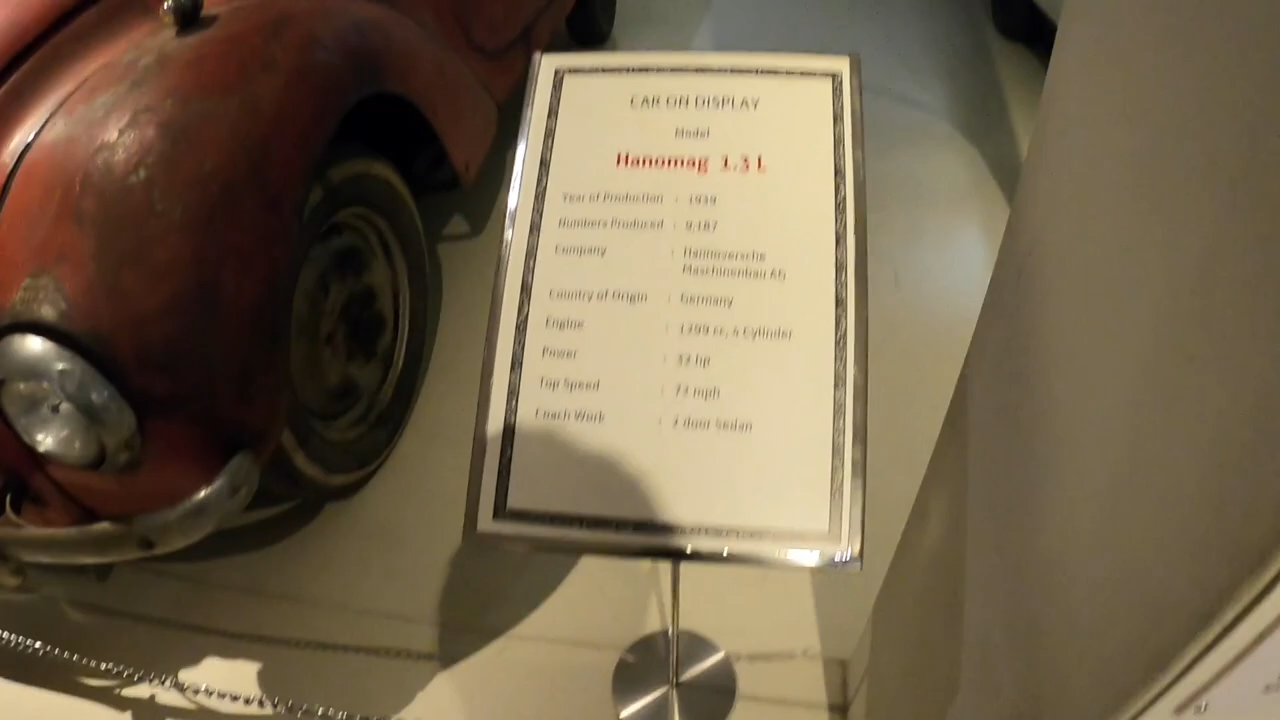 CAR ON DISPLAY
Model
Hanomag 1.3 L
Year of Production : 1939
Numbers Produced : 9,187
Company : Hannoversche
Maschinenbau AG
Country of Origin : Germany
Engine : 1299 cc, 4 Cylinder
Power : 32 hp
Top Speed : 72 mph
Coach Work : 2 door Sedan